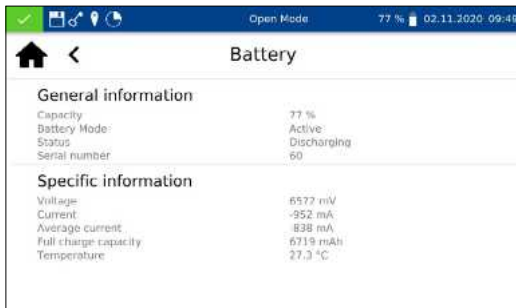 Open Mode 77 % 02.11.2020 09:49
Battery
General information
Capacity 77 %
Battery Mode Active
Status Discharging
Serial number 60
Specific information
Voltage 6572 mV
Current -952 mA
Average current -838 mA
Full charge capacity 6719 mAh
Temperature 27.3 °C